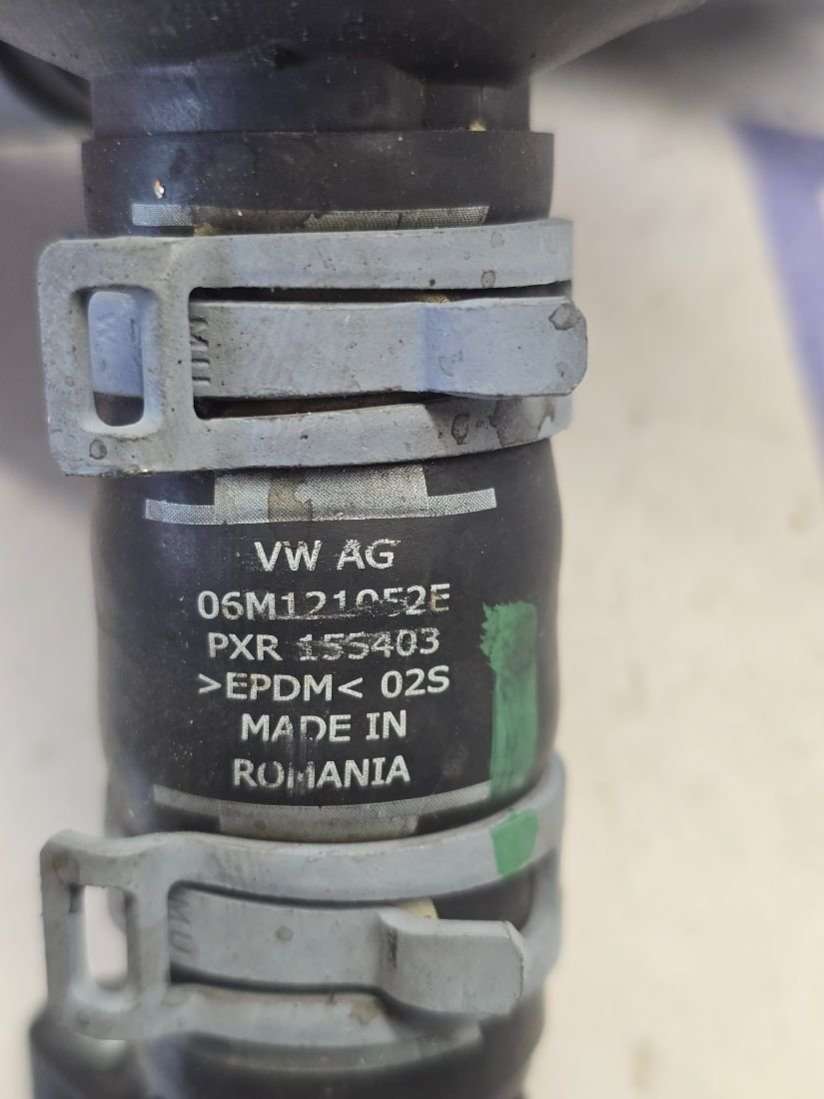 VW AG
06M121052E
PXR 155403
>EPDM< 02S
MADE IN
ROMANIA